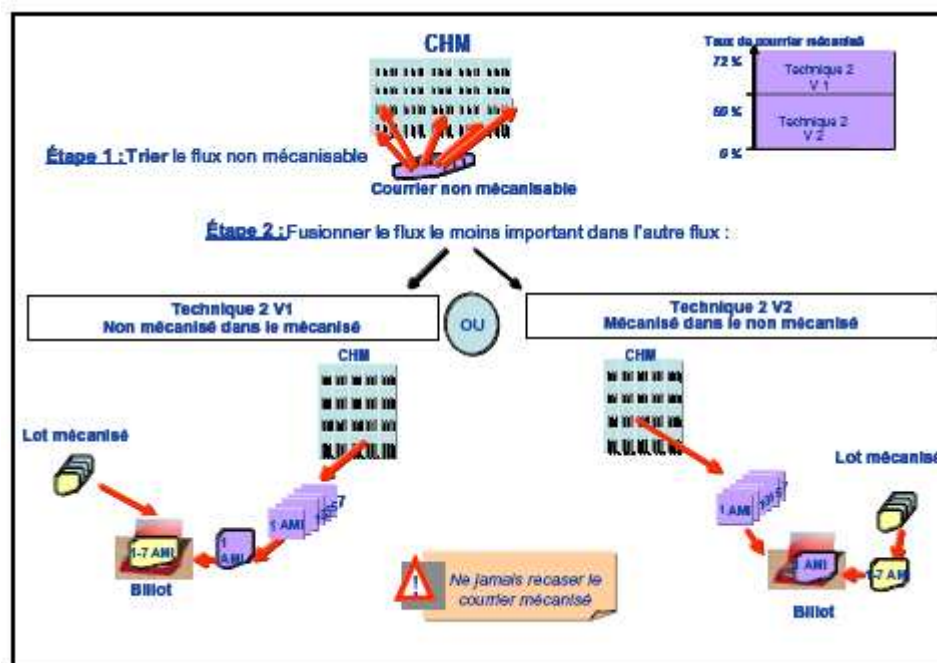 CHM
Taux de courrier mécanisé
72 %
Technique 2
V 1
Technique 2
V 2
0 %
Étape 1 : Trier le flux non mécanisable
Courrier non mécanisable
Étape 2 : Fusionner le flux le moins important dans l'autre flux :
Technique 2 V1
Non mécanisé dans le mécanisé
OU
Technique 2 V2
Mécanisé dans le non mécanisé
CHM
CHM
Lot mécanisé
Lot mécanisé
1 AMI
1 AMI
1-7 AMI
1 AMI
AMI
1-7 AMI
Billot
Billot
! Ne jamais recaser le
courrier mécanisé